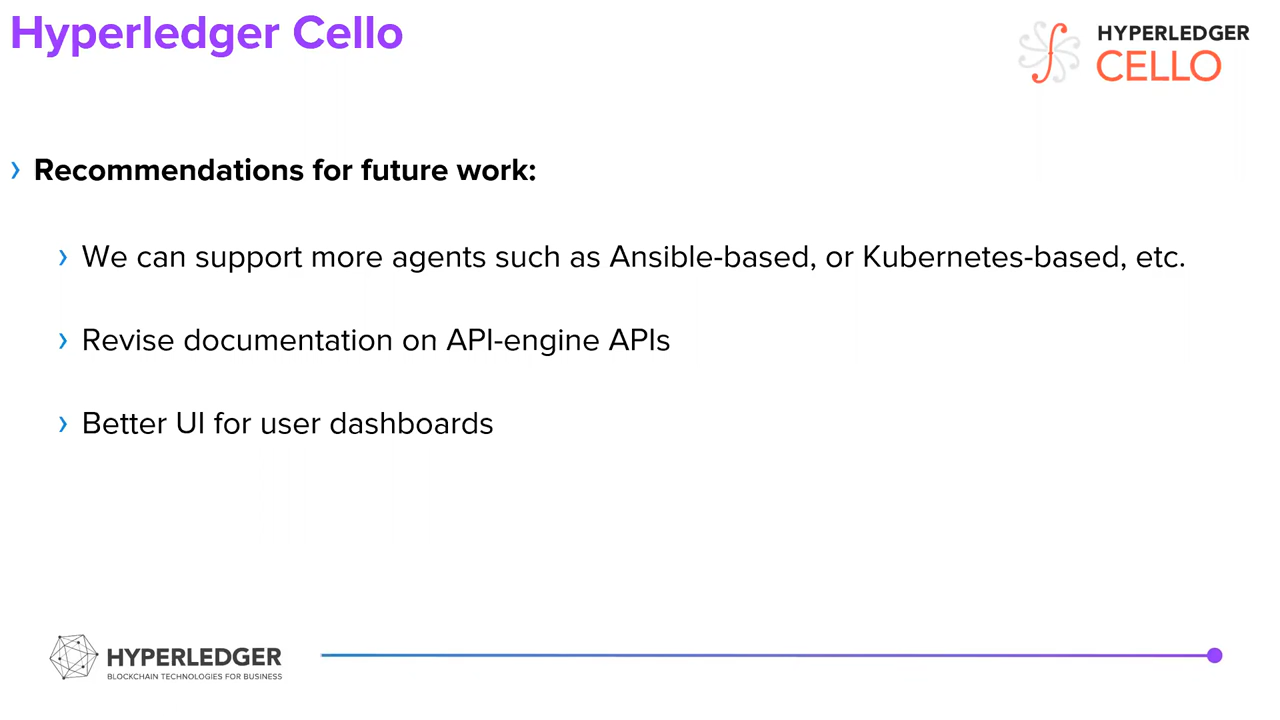 Hyperledger Cello
HYPERLEDGER
CELLO
› Recommendations for future work:
› We can support more agents such as Ansible-based, or Kubernetes-based, etc.
› Revise documentation on API-engine APIs
› Better UI for user dashboards
HYPERLEDGER
BLOCKCHAIN TECHNOLOGIES FOR BUSINESS